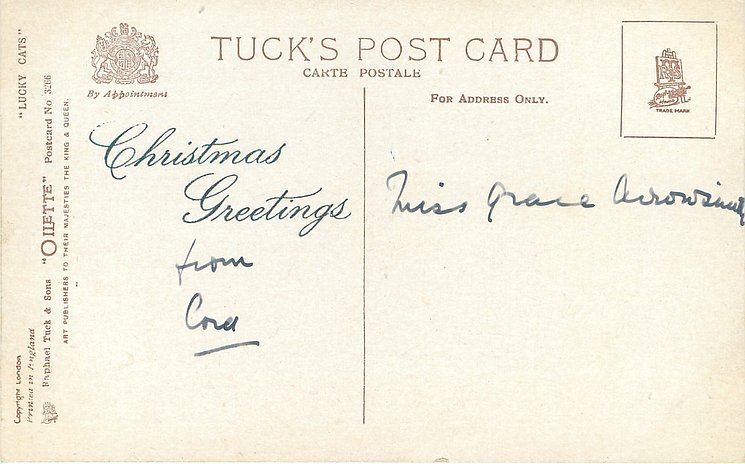 "LUCKY CATS"
Raphael Tuck & Sons "OILETTE" Postcard No 3266
ART PUBLISHERS TO THEIR MAJESTIES THE KING & QUEEN.
Copyright London
Printed in England
By Appointment
TUCK'S POST CARD
CARTE POSTALE
FOR ADDRESS ONLY.
TRADE MARK
Christmas
Greetings
from
Cora
Miss Grace Arrowsmith